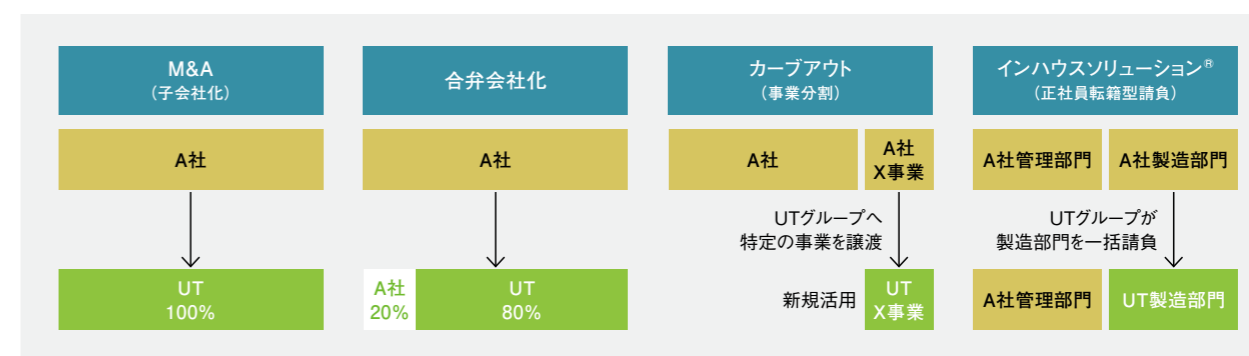 M&A
（子会社化）
A社
UT
100%
合弁会社化
A社
A社
20%
UT
80%
カーブアウト
（事業分割）
A社
A社
X事業
UTグループへ
特定の事業を譲渡
新規活用
UT
X事業
インハウスソリューション®
（正社員転籍型請負）
A社管理部門
A社製造部門
UTグループが
製造部門を一括請負
A社管理部門
UT製造部門